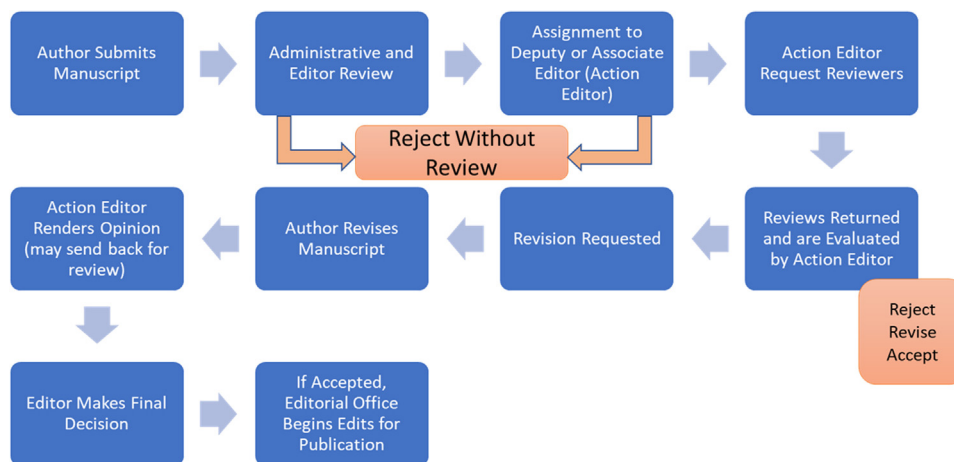 Author Submits
Manuscript
Administrative and
Editor Review
Assignment to
Deputy or Associate
Editor (Action
Editor)
Action Editor
Request Reviewers
Reject Without
Review
Reviews Returned
and are Evaluated
by Action Editor
Reject
Revise
Accept
Revision Requested
Author Revises
Manuscript
Action Editor
Renders Opinion
(may send back for
review)
Editor Makes Final
Decision
If Accepted,
Editorial Office
Begins Edits for
Publication